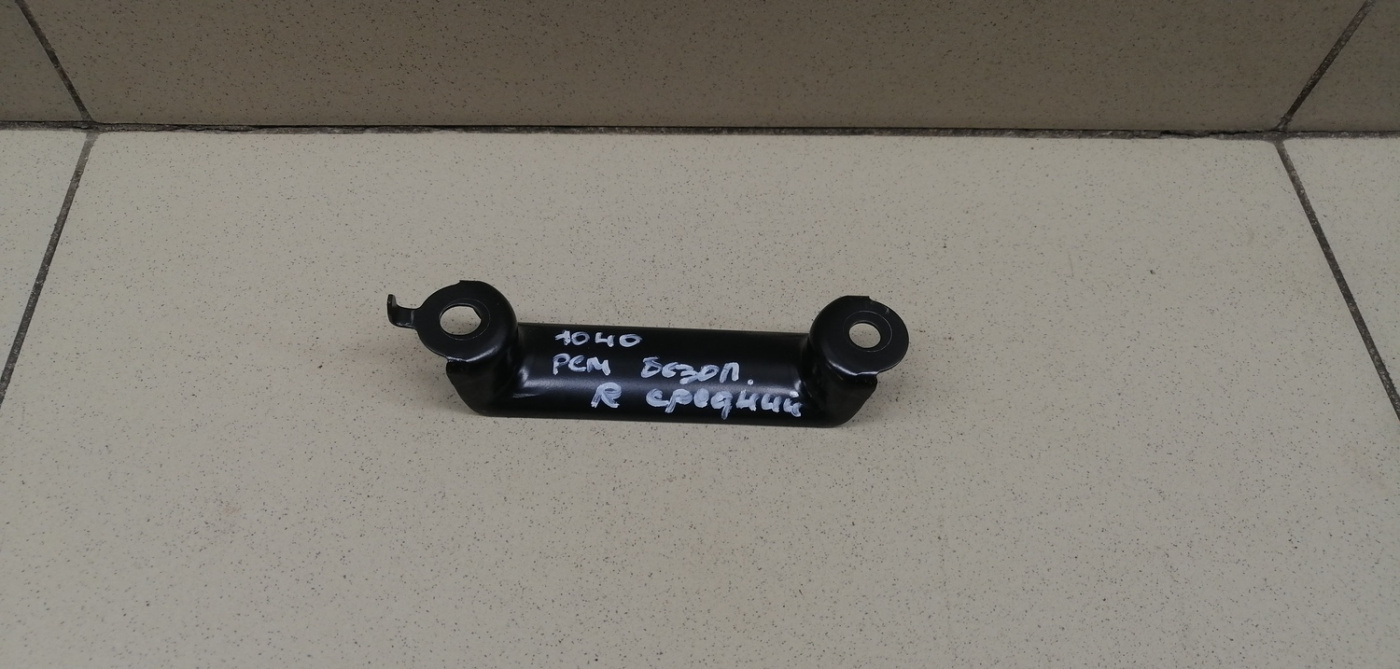 1040
рем безоп.
R средний